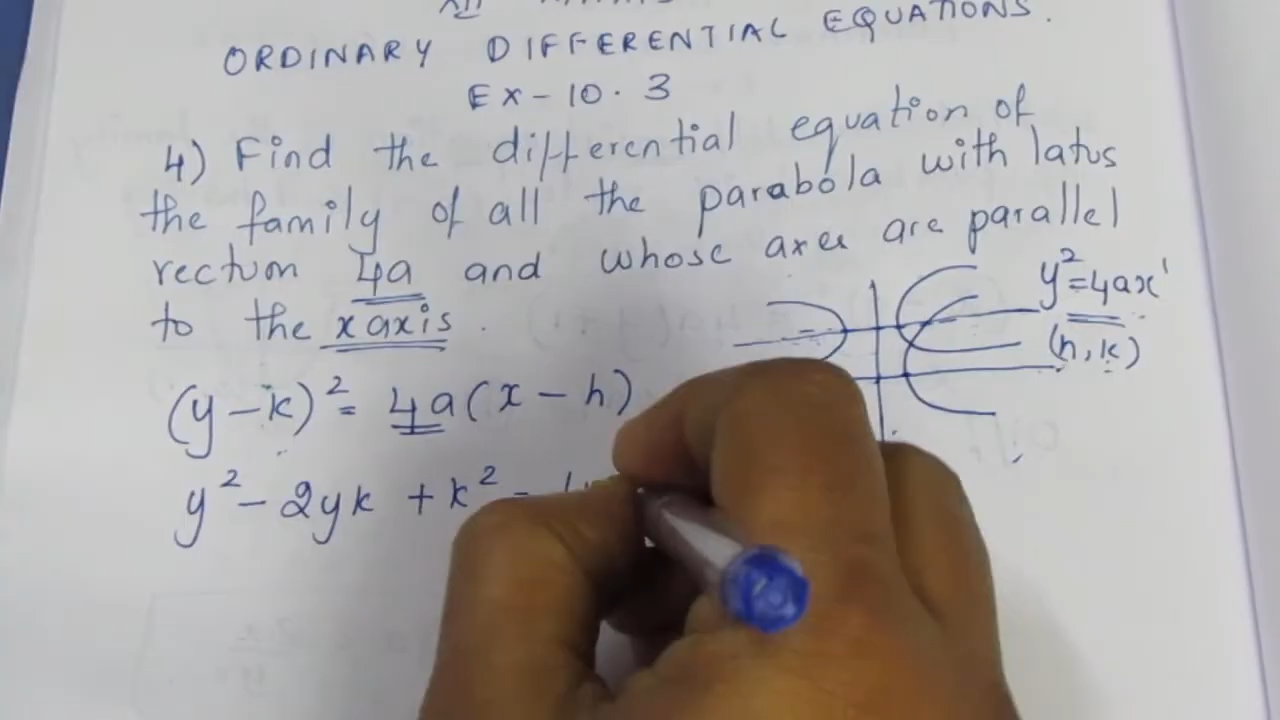 ORDINARY DIFFERENTIAL EQUATIONS.
EX-10.3
4) Find the differential equation of
the family of all the parabola with latus
rectum 4a and whose axes are parallel
to the x axis.
y²=4ax
(h,k)
(y-k)² = 4a(x-h)
y² - 2yk + k² =